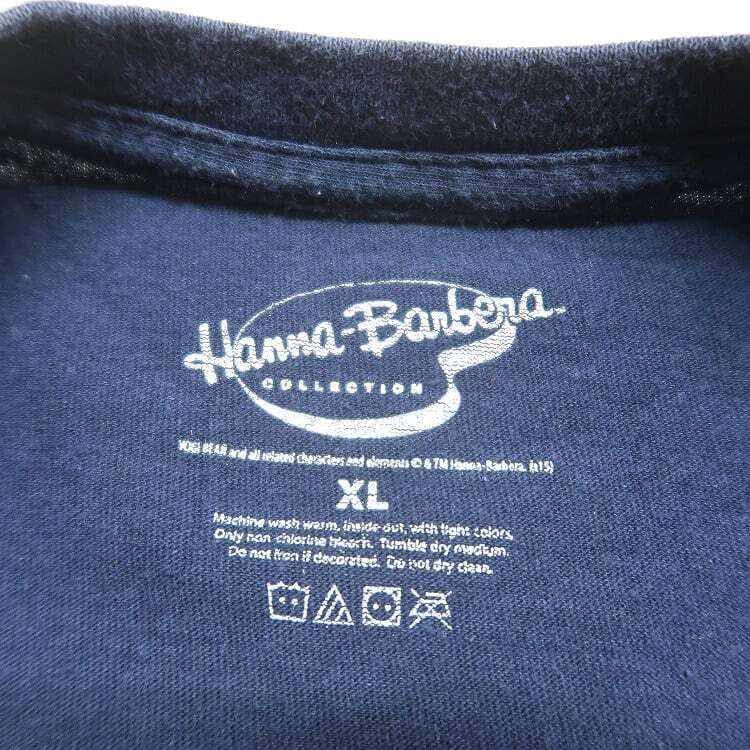 Hanna-Barbera™
COLLECTION
YOGI BEAR and all related characters and elements © & TM Hanna-Barbera. (s15)
XL
Machine wash warm, inside-out, with light colors.
Only non-chlorine bleach. Tumble dry medium.
Do not iron if decorated. Do not dry clean.